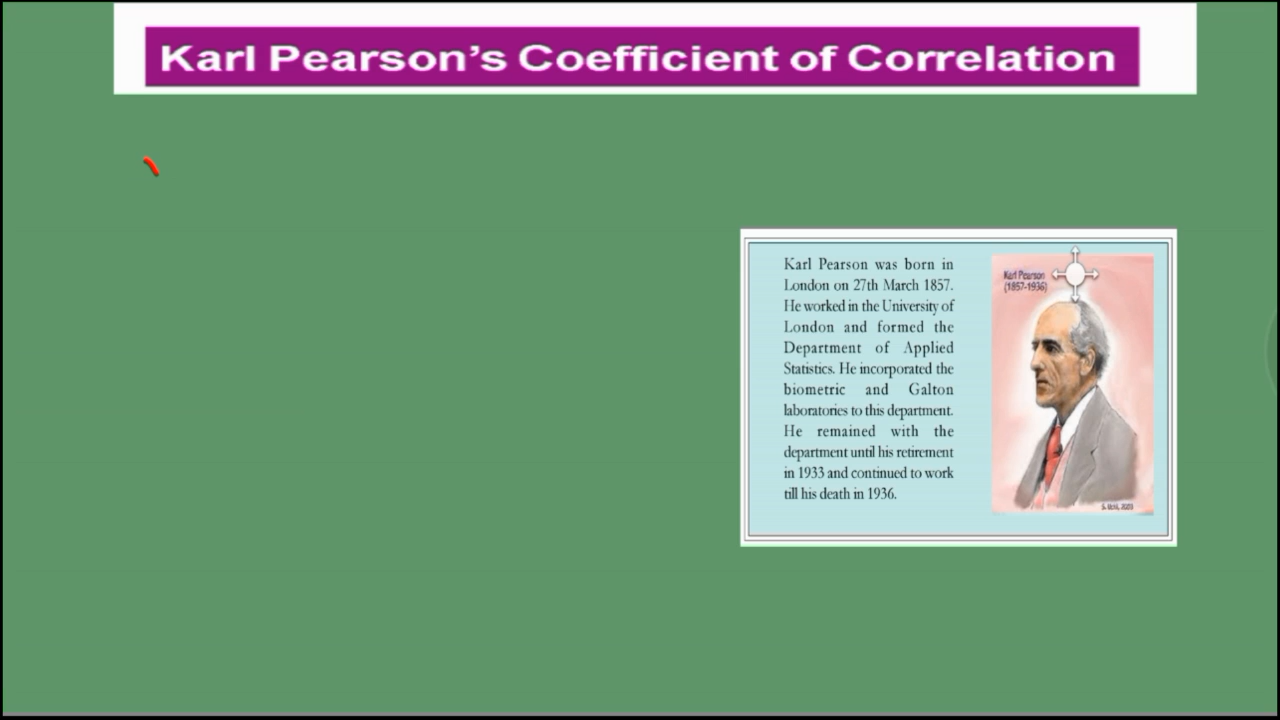 Karl Pearson’s Coefficient of Correlation
Karl Pearson was born in
London on 27th March 1857.
He worked in the University of
London and formed the
Department of Applied
Statistics. He incorporated the
biometric and Galton
laboratories to this department.
He remained with the
department until his retirement
in 1933 and continued to work
till his death in 1936.
Karl Pearson
(1857-1936)